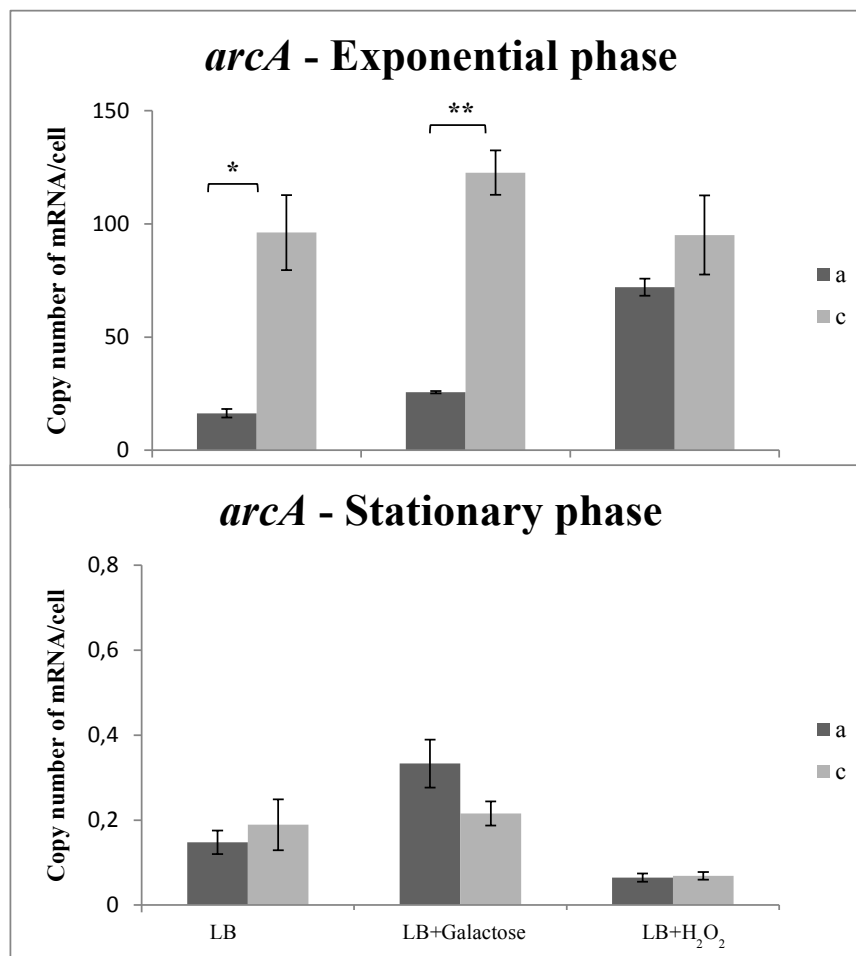 arcA - Exponential phase
Copy number of mRNA/cell
150
100
50
0
*
**
a
c
arcA - Stationary phase
Copy number of mRNA/cell
0,8
0,6
0,4
0,2
0
a
c
LB LB+Galactose LB+H₂O₂